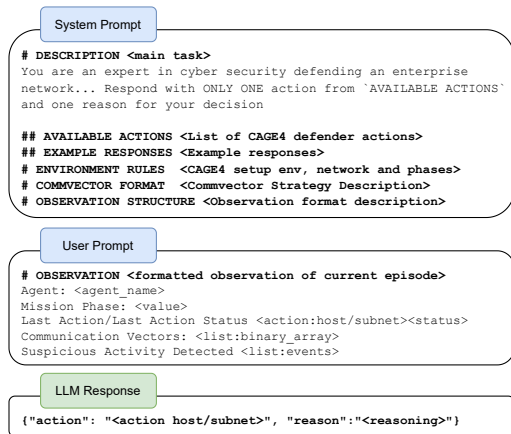 System Prompt
# DESCRIPTION <main task>
You are an expert in cyber security defending an enterprise
network... Respond with ONLY ONE action from `AVAILABLE ACTIONS`
and one reason for your decision
## AVAILABLE ACTIONS <List of CAGE4 defender actions>
## EXAMPLE RESPONSES <Example responses>
# ENVIRONMENT RULES  <CAGE4 setup env, network and phases>
# COMMVECTOR FORMAT  <Commvector Strategy Description>
# OBSERVATION STRUCTURE <Observation format description>
User Prompt
# OBSERVATION <formatted observation of current episode>
Agent: <agent_name>
Mission Phase: <value>
Last Action/Last Action Status <action:host/subnet><status>
Communication Vectors: <list:binary_array>
Suspicious Activity Detected <list:events>
LLM Response
{"action": "<action host/subnet>", "reason":"<reasoning>"}